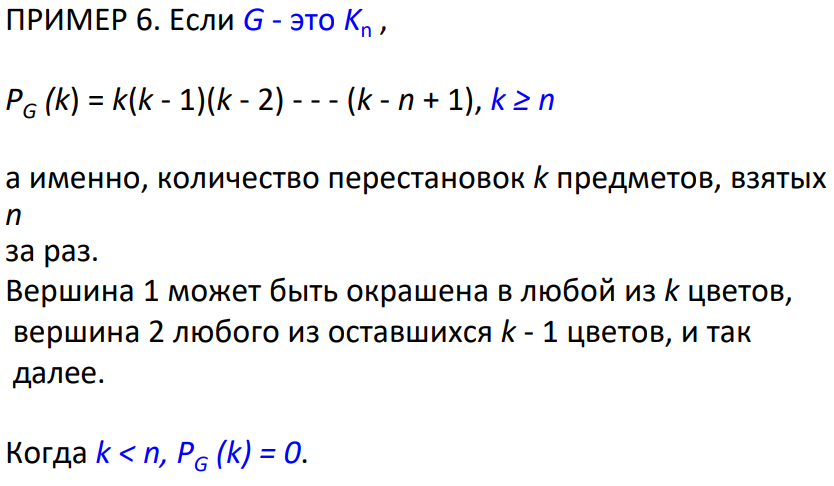 ПРИМЕР 6. Если G - это Kn ,
PG (k) = k(k - 1)(k - 2) - - - (k - n + 1), k ≥ n
а именно, количество перестановок k предметов, взятых
n
за раз.
Вершина 1 может быть окрашена в любой из k цветов,
вершина 2 любого из оставшихся k - 1 цветов, и так
далее.
Когда k < n, PG (k) = 0.